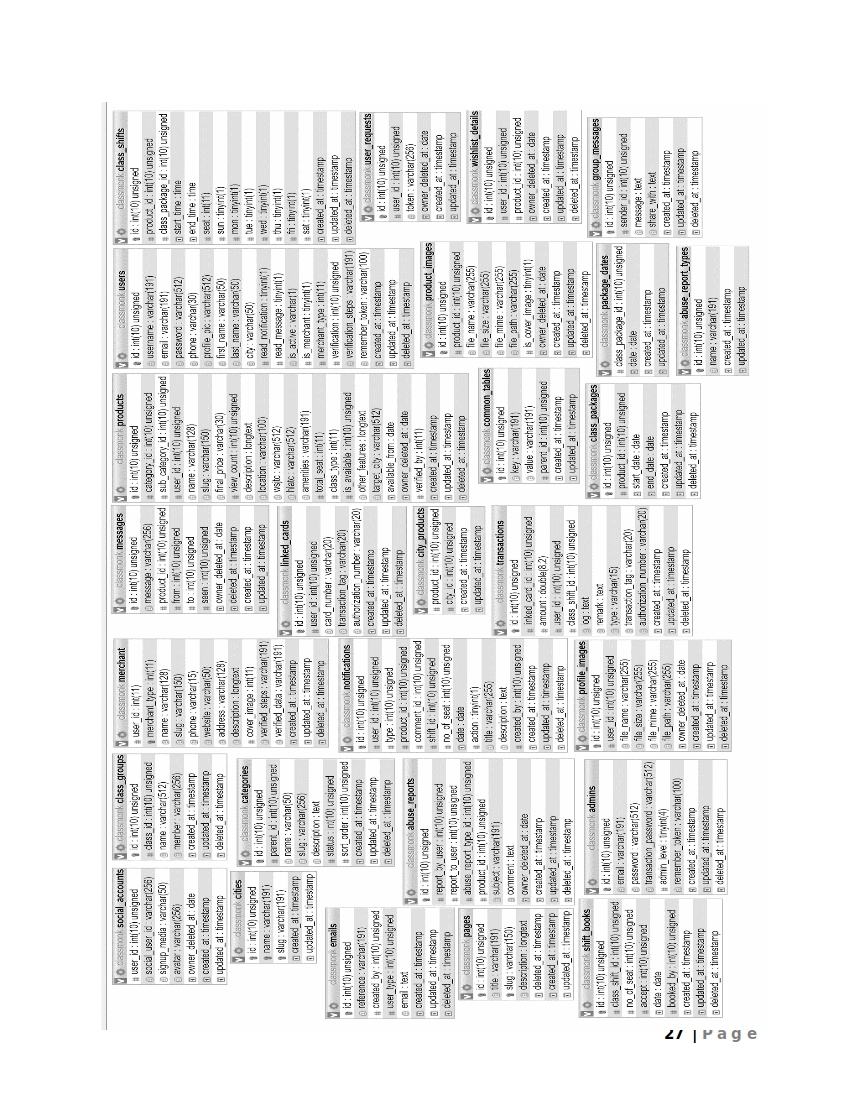 classmonk social_accounts
user_id : int(10) unsigned
social_user_id : varchar(256)
signup_media : varchar(50)
avatar : varchar(256)
owner_deleted_at : date
created_at : timestamp
updated_at : timestamp
classmonk class_groups
id : int(10) unsigned
class_id : int(10) unsigned
name : varchar(512)
member : varchar(256)
created_at : timestamp
updated_at : timestamp
deleted_at : timestamp
classmonk merchant
user_id : int(11)
merchant_type : int(11)
name : varchar(128)
slug : varchar(150)
phone : varchar(15)
website : varchar(50)
address : varchar(128)
description : longtext
cover_image : int(11)
verified_steps : varchar(191)
verified_data : varchar(191)
created_at : timestamp
updated_at : timestamp
deleted_at : timestamp
classmonk messages
id : int(10) unsigned
message : varchar(256)
product_id : int(10) unsigned
from : int(10) unsigned
to : int(10) unsigned
seen : int(10) unsigned
owner_deleted_at : date
deleted_at : timestamp
created_at : timestamp
updated_at : timestamp
classmonk products
id : int(10) unsigned
category_id : int(10) unsigned
sub_category_id : int(10) unsigned
user_id : int(10) unsigned
name : varchar(128)
slug : varchar(150)
final_price : varchar(30)
view_count : int(10) unsigned
description : longtext
location : varchar(100)
wsjtc : varchar(512)
hlatc : varchar(512)
amenities : varchar(191)
total_seat : int(11)
class_type : int(11)
is_available : int(10) unsigned
other_features : longtext
target_city : varchar(512)
available_from : date
owner_deleted_at : date
verified_by : int(11)
created_at : timestamp
updated_at : timestamp
deleted_at : timestamp
classmonk users
id : int(10) unsigned
username : varchar(191)
email : varchar(191)
password : varchar(512)
phone : varchar(30)
profile_pic : varchar(512)
first_name : varchar(50)
last_name : varchar(50)
city : varchar(50)
read_notification : tinyint(1)
read_message : tinyint(1)
is_active : varchar(1)
is_merchant : tinyint(1)
merchant_type : int(11)
verification : int(10) unsigned
verification_steps : varchar(191)
remember_token : varchar(100)
created_at : timestamp
updated_at : timestamp
deleted_at : timestamp
classmonk class_shifts
id : int(10) unsigned
product_id : int(10) unsigned
class_package_id : int(10) unsigned
start_time : time
end_time : time
seat : int(11)
sun : tinyint(1)
mon : tinyint(1)
tue : tinyint(1)
wed : tinyint(1)
thu : tinyint(1)
fri : tinyint(1)
sat : tinyint(1)
created_at : timestamp
updated_at : timestamp
deleted_at : timestamp
classmonk cities
id : int(10) unsigned
name : varchar(191)
slug : varchar(191)
created_at : timestamp
updated_at : timestamp
classmonk categories
id : int(10) unsigned
parent_id : int(10) unsigned
name : varchar(50)
slug : varchar(256)
description : text
status : int(10) unsigned
sort_order : int(10) unsigned
created_at : timestamp
updated_at : timestamp
deleted_at : timestamp
classmonk notifications
id : int(10) unsigned
user_id : int(10) unsigned
type : int(10) unsigned
product_id : int(10) unsigned
comment_id : int(10) unsigned
shift_id : int(10) unsigned
no_of_seat : int(10) unsigned
date : date
action : tinyint(1)
title : varchar(255)
description : text
created_by : int(10) unsigned
created_at : timestamp
updated_at : timestamp
deleted_at : timestamp
classmonk linked_cards
id : int(10) unsigned
user_id : int(10) unsigned
card_number : varchar(20)
transaction_tag : varchar(20)
authorization_number : varchar(20)
created_at : timestamp
updated_at : timestamp
deleted_at : timestamp
classmonk user_requests
id : int(10) unsigned
user_id : int(10) unsigned
token : varchar(256)
owner_deleted_at : date
created_at : timestamp
updated_at : timestamp
classmonk emails
id : int(10) unsigned
reference : varchar(191)
created_by : int(10) unsigned
user_type : int(10) unsigned
email : text
created_at : timestamp
updated_at : timestamp
deleted_at : timestamp
classmonk abuse_reports
id : int(10) unsigned
report_by_user : int(10) unsigned
report_to_user : int(10) unsigned
abuse_report_type_id : int(10) unsigned
product_id : int(10) unsigned
subject : varchar(191)
comment : text
owner_deleted_at : date
created_at : timestamp
updated_at : timestamp
deleted_at : timestamp
classmonk city_products
product_id : int(10) unsigned
city_id : int(10) unsigned
created_at : timestamp
updated_at : timestamp
classmonk product_images
id : int(10) unsigned
product_id : int(10) unsigned
file_name : varchar(255)
file_size : varchar(255)
file_mime : varchar(255)
file_path : varchar(255)
is_cover_image : tinyint(1)
owner_deleted_at : date
created_at : timestamp
updated_at : timestamp
deleted_at : timestamp
classmonk wishlist_details
id : int(10) unsigned
user_id : int(10) unsigned
product_id : int(10) unsigned
owner_deleted_at : date
created_at : timestamp
updated_at : timestamp
deleted_at : timestamp
classmonk pages
id : int(10) unsigned
title : varchar(191)
slug : varchar(150)
description : longtext
deleted_at : timestamp
created_at : timestamp
updated_at : timestamp
classmonk transactions
id : int(10) unsigned
linked_card_id : int(10) unsigned
amount : double(8,2)
user_id : int(10) unsigned
class_shift_id : int(10) unsigned
log : text
remark : text
type : varchar(15)
transaction_tag : varchar(20)
authorization_number : varchar(20)
created_at : timestamp
updated_at : timestamp
deleted_at : timestamp
classmonk common_tables
id : int(10) unsigned
key : varchar(191)
value : varchar(191)
parent_id : int(10) unsigned
created_at : timestamp
updated_at : timestamp
classmonk shift_books
id : int(10) unsigned
class_shift_id : int(10) unsigned
no_of_seat : int(10) unsigned
accept : int(10) unsigned
date : date
booked_by : int(10) unsigned
created_at : timestamp
updated_at : timestamp
deleted_at : timestamp
classmonk admins
id : int(10) unsigned
email : varchar(191)
password : varchar(512)
transaction_password : varchar(512)
admin_level : tinyint(4)
remember_token : varchar(100)
created_at : timestamp
updated_at : timestamp
deleted_at : timestamp
classmonk profile_images
id : int(10) unsigned
user_id : int(10) unsigned
file_name : varchar(255)
file_size : varchar(255)
file_mime : varchar(255)
file_path : varchar(255)
owner_deleted_at : date
created_at : timestamp
updated_at : timestamp
deleted_at : timestamp
classmonk class_packages
id : int(10) unsigned
product_id : int(10) unsigned
start_date : date
end_date : date
created_at : timestamp
updated_at : timestamp
deleted_at : timestamp
classmonk package_dates
class_package_id : int(10) unsigned
date : date
created_at : timestamp
updated_at : timestamp
classmonk group_messages
id : int(10) unsigned
sender_id : int(10) unsigned
message : text
share_with : text
created_at : timestamp
updated_at : timestamp
deleted_at : timestamp
classmonk abuse_report_types
id : int(10) unsigned
name : varchar(191)
created_at : timestamp
updated_at : timestamp
27 | Page